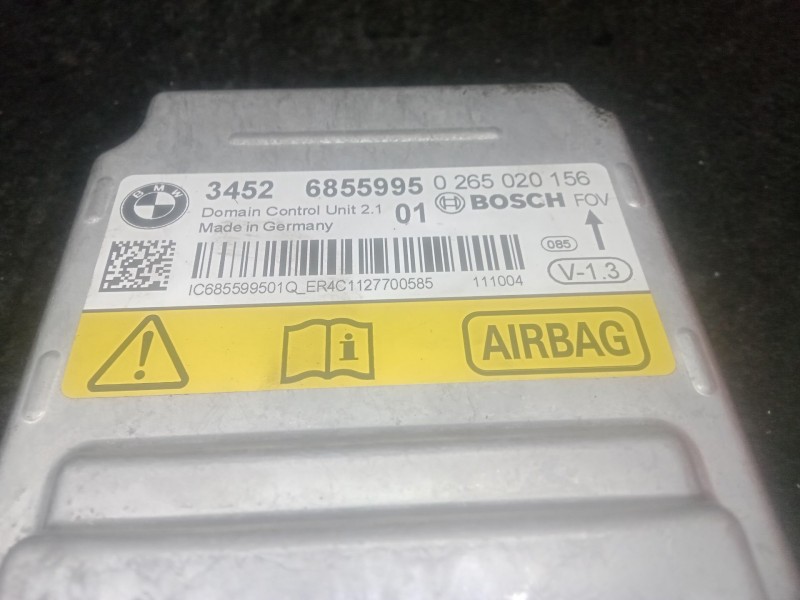 BMW
3452 6855995 0 265 020 156
Domain Control Unit 2.1 01 BOSCH FOV
Made in Germany
085
V-1.3
IC685599501Q_ER4C1127700585 111004
AIRBAG